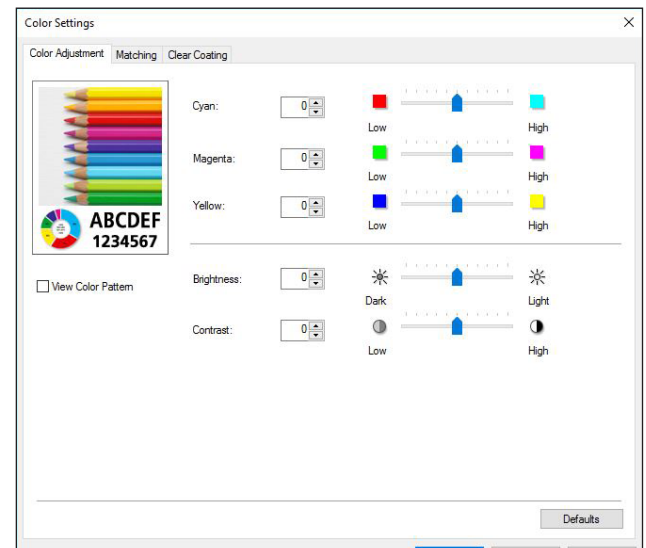 Color Settings
Color Adjustment Matching Clear Coating
Cyan: 0
Low High
Magenta: 0
Low High
Yellow: 0
Low High
ABCDEF
1234567
View Color Pattern
Brightness: 0
Dark Light
Contrast: 0
Low High
Defaults